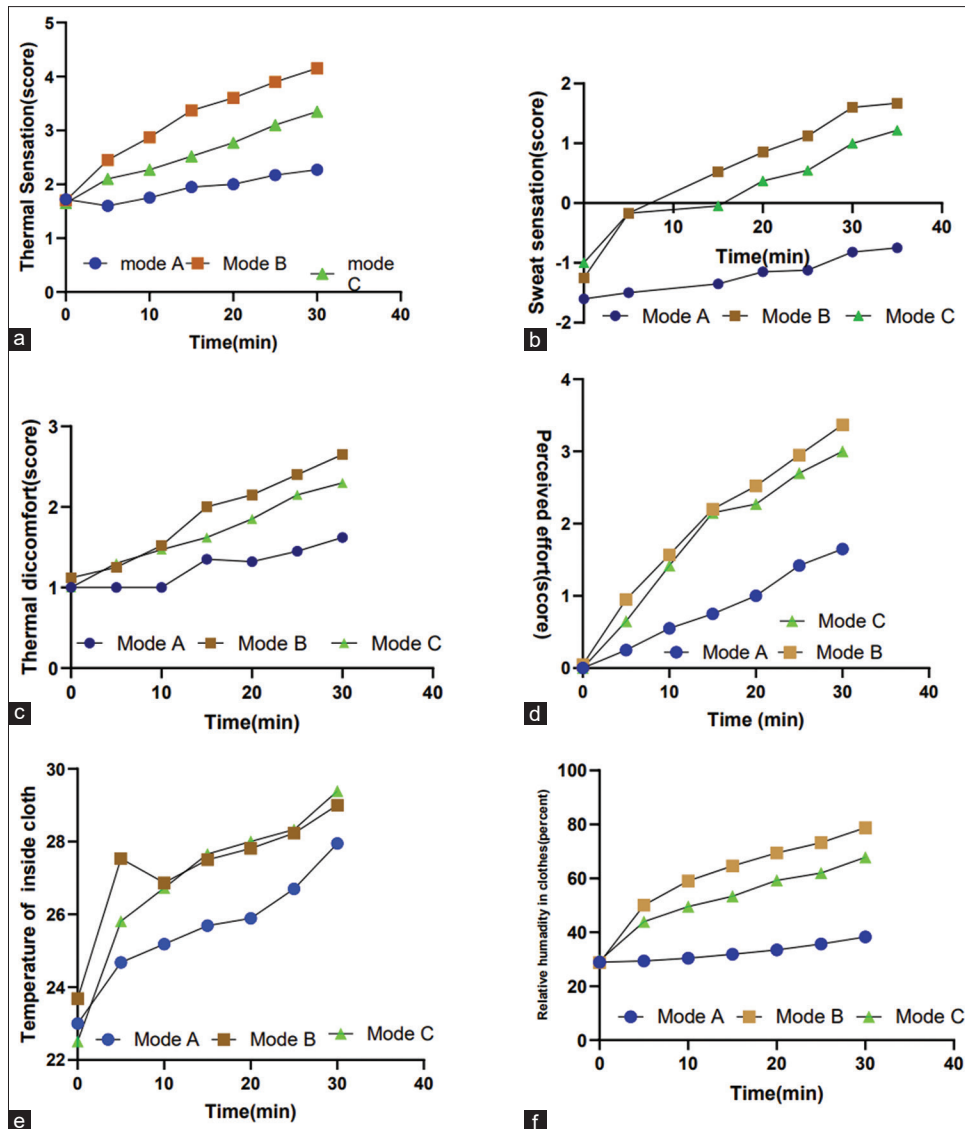 Thermal Sensation(score)
5
4
3
2
1
0
mode A
Mode B
mode
C
0
10
20
30
40
Time(min)
a
Sweat sensation(score)
2
1
0
-1
-2
10
20
30
40
Time(min)
Mode A
Mode B
Mode C
b
Thermal diccomfort(score)
3
2
1
0
Mode A
Mode B
Mode C
0
10
20
30
40
Time(min)
c
Perceived effort(score)
4
3
2
1
0
Mode C
Mode A
Mode B
0
10
20
30
40
Time (min)
d
Temperature of inside cloth
30
28
26
24
22
Mode A
Mode B
Mode C
0
10
20
30
40
Time(min)
e
Relative humadity in clothes(percent)
100
80
60
40
20
0
Mode A
Mode B
Mode C
0
10
20
30
40
Time(min)
f